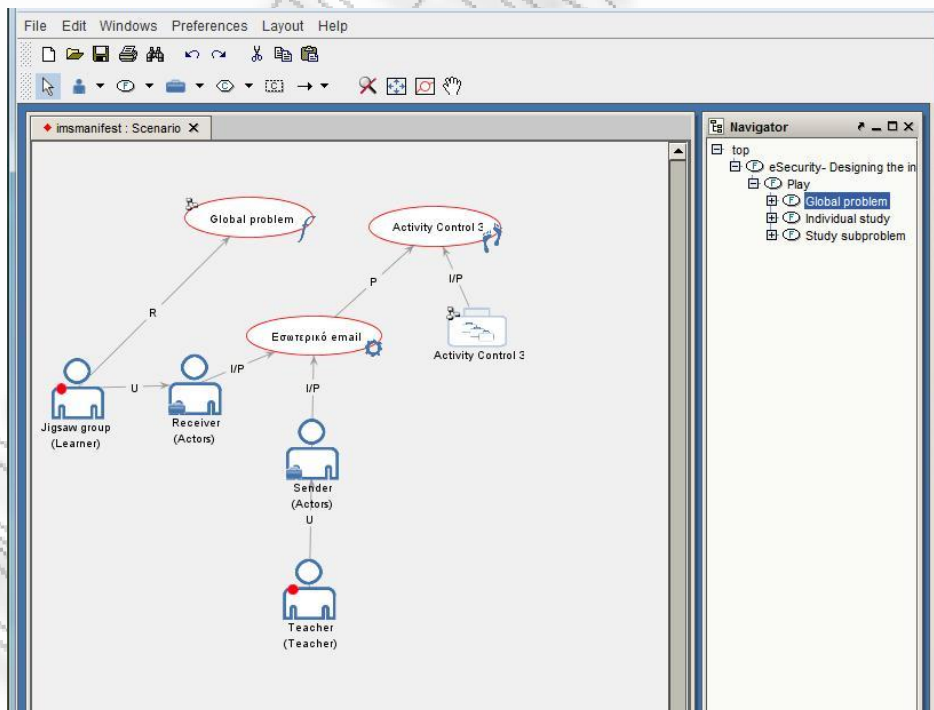 File Edit Windows Preferences Layout Help
imsmanifest : Scenario
Navigator
top
eSecurity- Designing the in
Play
Global problem
Individual study
Study subproblem
Global problem
Activity Control 3
P
I/P
R
Εσωτερικό email
Activity Control 3
I/P
U
I/P
Jigsaw group
(Learner)
Receiver
(Actors)
Sender
(Actors)
U
Teacher
(Teacher)